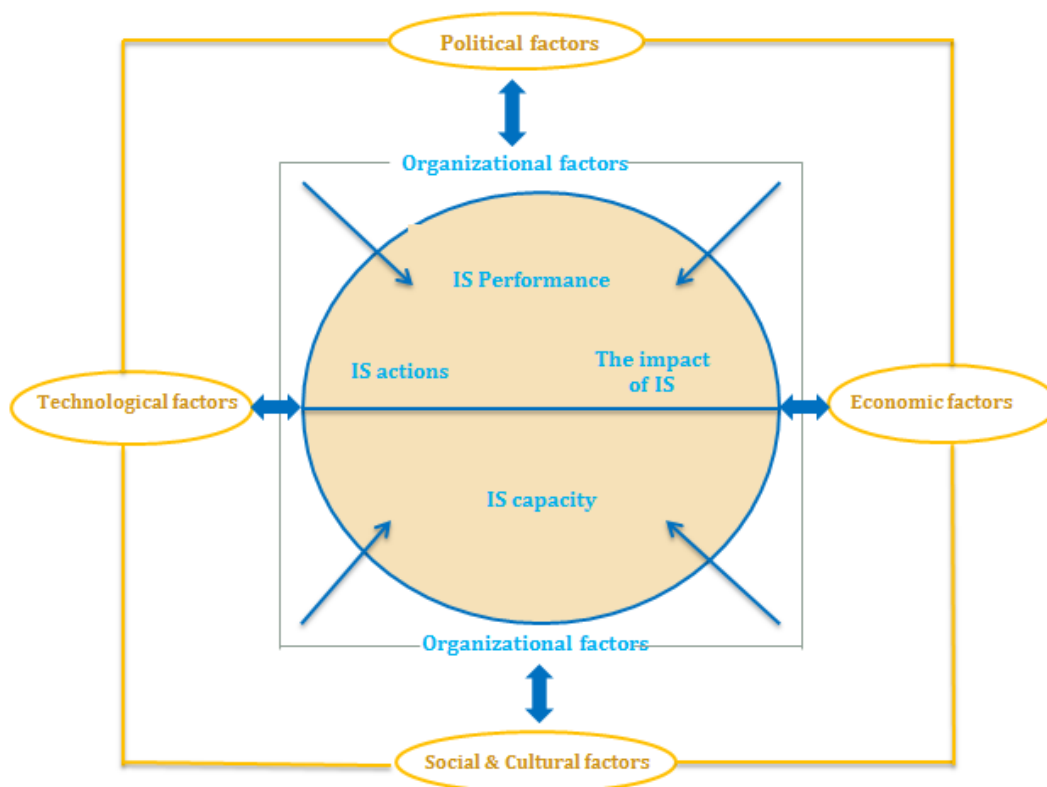 Political factors
Organizational factors
IS Performance
IS actions
The impact
of IS
Technological factors
Economic factors
IS capacity
Organizational factors
Social & Cultural factors